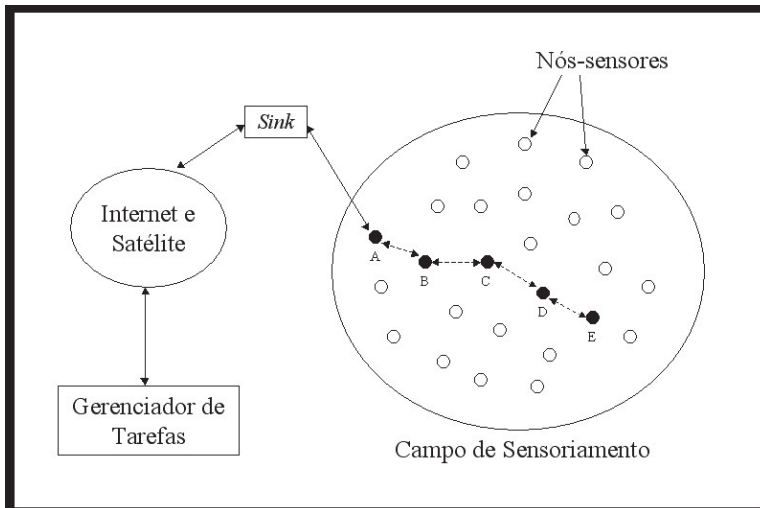 Nós-sensores
Sink
Internet e
Satélite
A
B
C
D
E
Gerenciador de
Tarefas
Campo de Sensoriamento